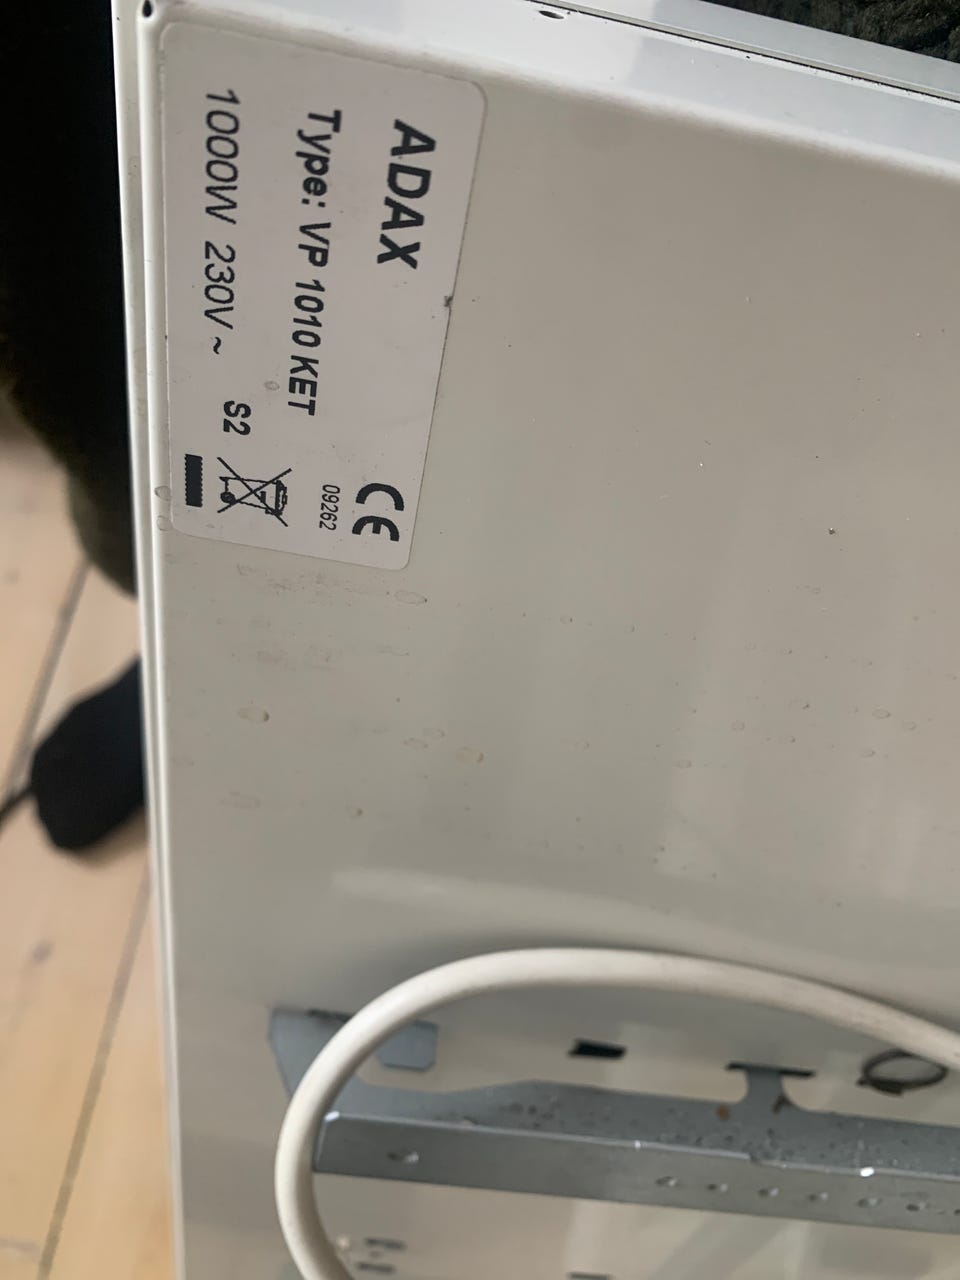 ADAX
Type: VP 1010 KET
1000W 230V~ S2
CE
09262